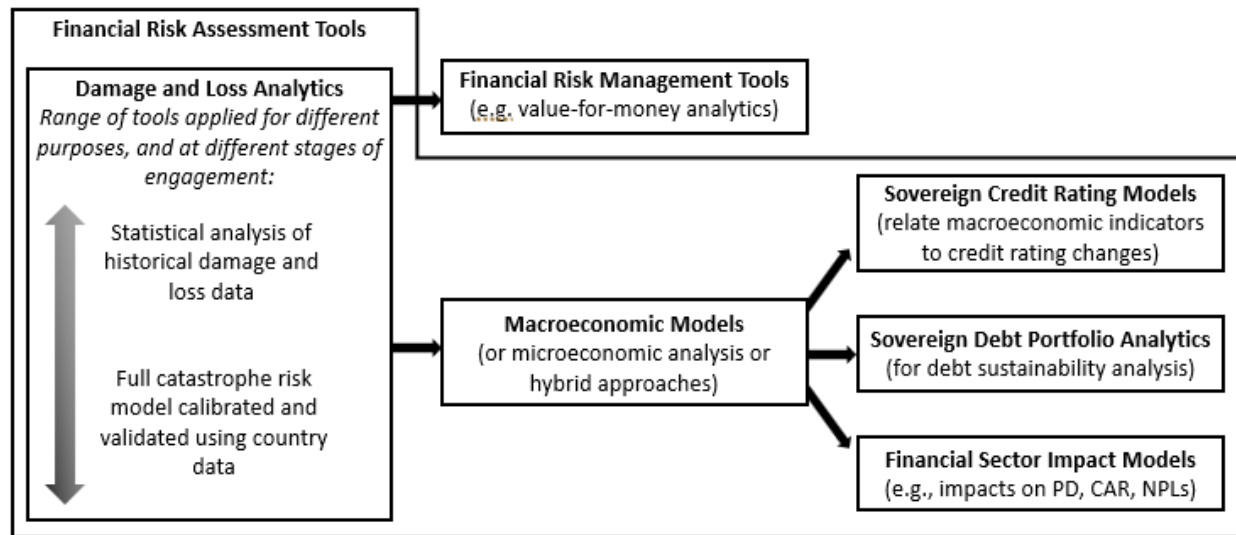 Financial Risk Assessment Tools
Damage and Loss Analytics
Range of tools applied for different
purposes, and at different stages of
engagement:
Statistical analysis of
historical damage and
loss data
Full catastrophe risk
model calibrated and
validated using country
data
Financial Risk Management Tools
(e.g. value-for-money analytics)
Macroeconomic Models
(or microeconomic analysis or
hybrid approaches)
Sovereign Credit Rating Models
(relate macroeconomic indicators
to credit rating changes)
Sovereign Debt Portfolio Analytics
(for debt sustainability analysis)
Financial Sector Impact Models
(e.g., impacts on PD, CAR, NPLs)